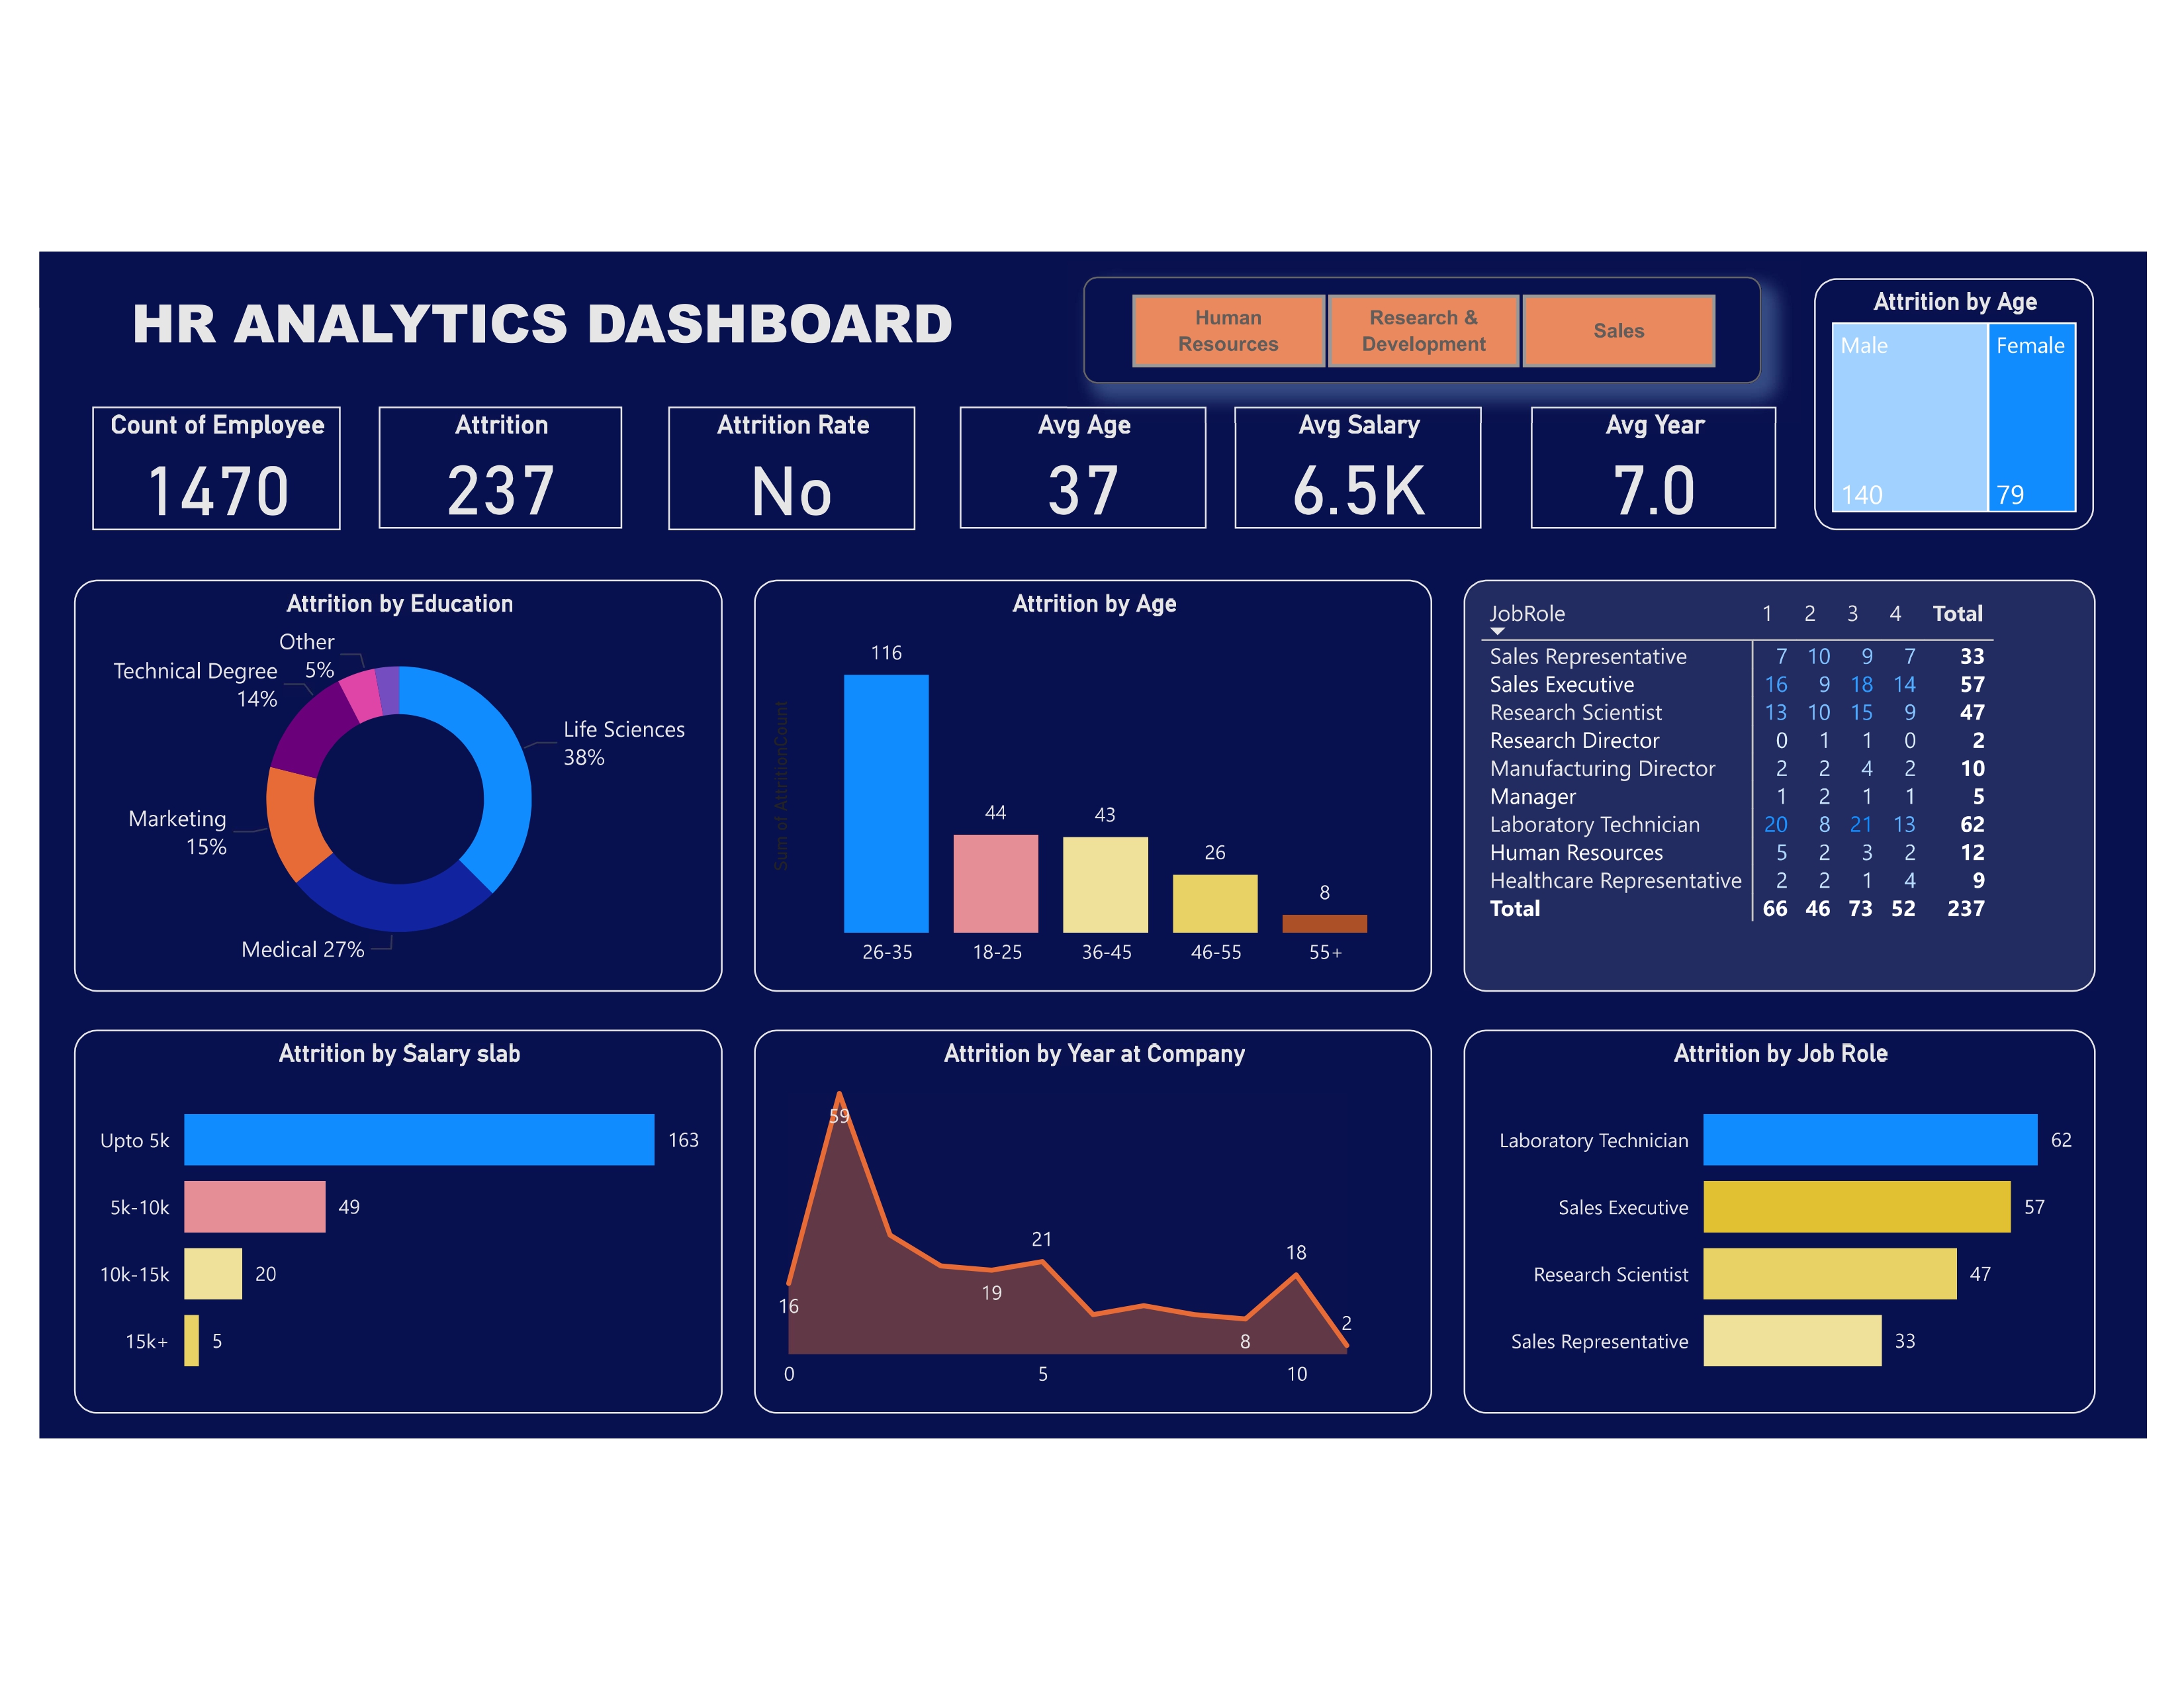 HR ANALYTICS DASHBOARD
Human
Resources
Research &
Development
Sales
Attrition by Age
Male
Female
140
79
Count of Employee
1470
Attrition
237
Attrition Rate
No
Avg Age
37
Avg Salary
6.5K
Avg Year
7.0
Attrition by Education
Other
5%
Technical Degree
14%
Life Sciences
38%
Marketing
15%
Medical 27%
Attrition by Age
Sum of AttritionCount
116
44
43
26
8
26-35 18-25 36-45 46-55 55+
JobRole 1 2 3 4 Total
Sales Representative 7 10 9 7 33
Sales Executive 16 9 18 14 57
Research Scientist 13 10 15 9 47
Research Director 0 1 1 0 2
Manufacturing Director 2 2 4 2 10
Manager 1 2 1 1 5
Laboratory Technician 20 8 21 13 62
Human Resources 5 2 3 2 12
Healthcare Representative 2 2 1 4 9
Total 66 46 73 52 237
Attrition by Salary slab
Upto 5k 163
5k-10k 49
10k-15k 20
15k+ 5
Attrition by Year at Company
59
21
18
16
19
8
2
0 5 10
Attrition by Job Role
Laboratory Technician 62
Sales Executive 57
Research Scientist 47
Sales Representative 33